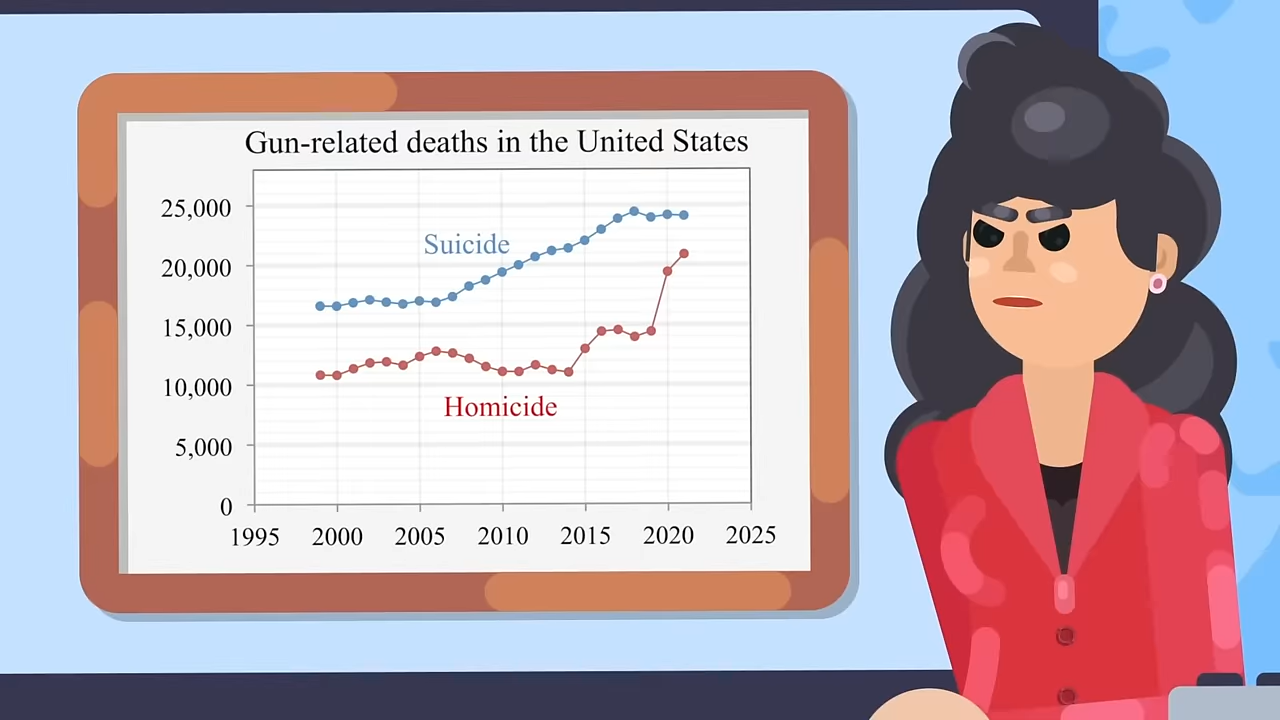 Gun-related deaths in the United States
25,000
Suicide
20,000
15,000
10,000
Homicide
5,000
0
1995 2000 2005 2010 2015 2020 2025